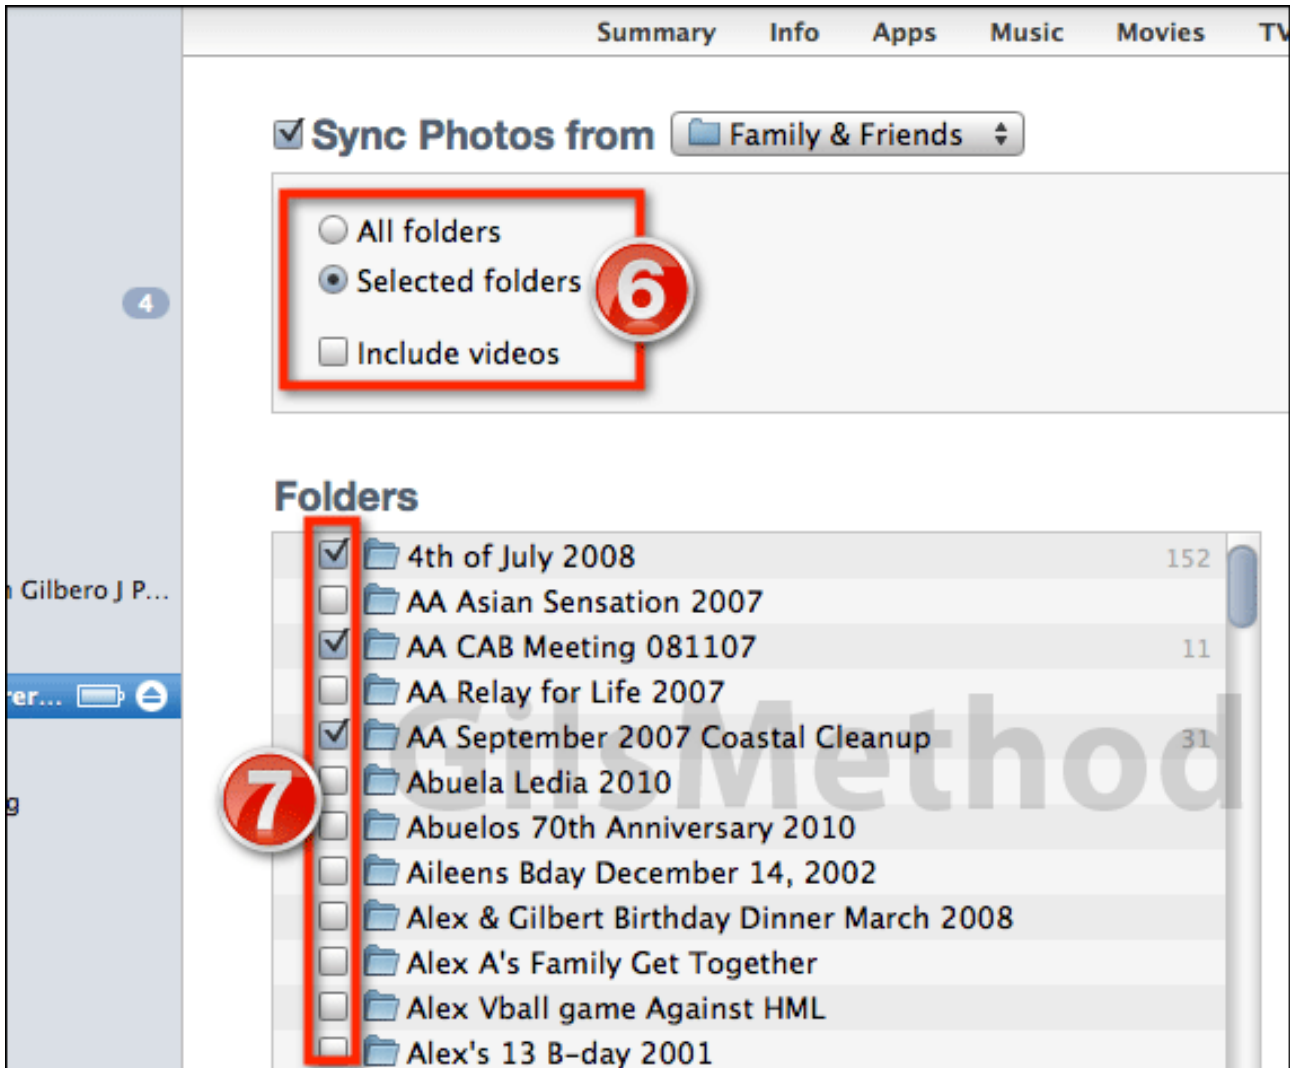 Summary Info Apps Music Movies TV
Sync Photos from Family & Friends
All folders
Selected folders
6
4
Include videos
Folders
4th of July 2008 152
AA Asian Sensation 2007
Gilbero J P...
AA CAB Meeting 081107 11
AA Relay for Life 2007
rer...
AA September 2007 Coastal Cleanup 31
GilsMethod
Abuela Ledia 2010
7
g
Abuelos 70th Anniversary 2010
Aileens Bday December 14, 2002
Alex & Gilbert Birthday Dinner March 2008
Alex A's Family Get Together
Alex Vball game Against HML
Alex's 13 B-day 2001